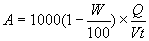 A = 1000(1 - W/100) × Q/Vt